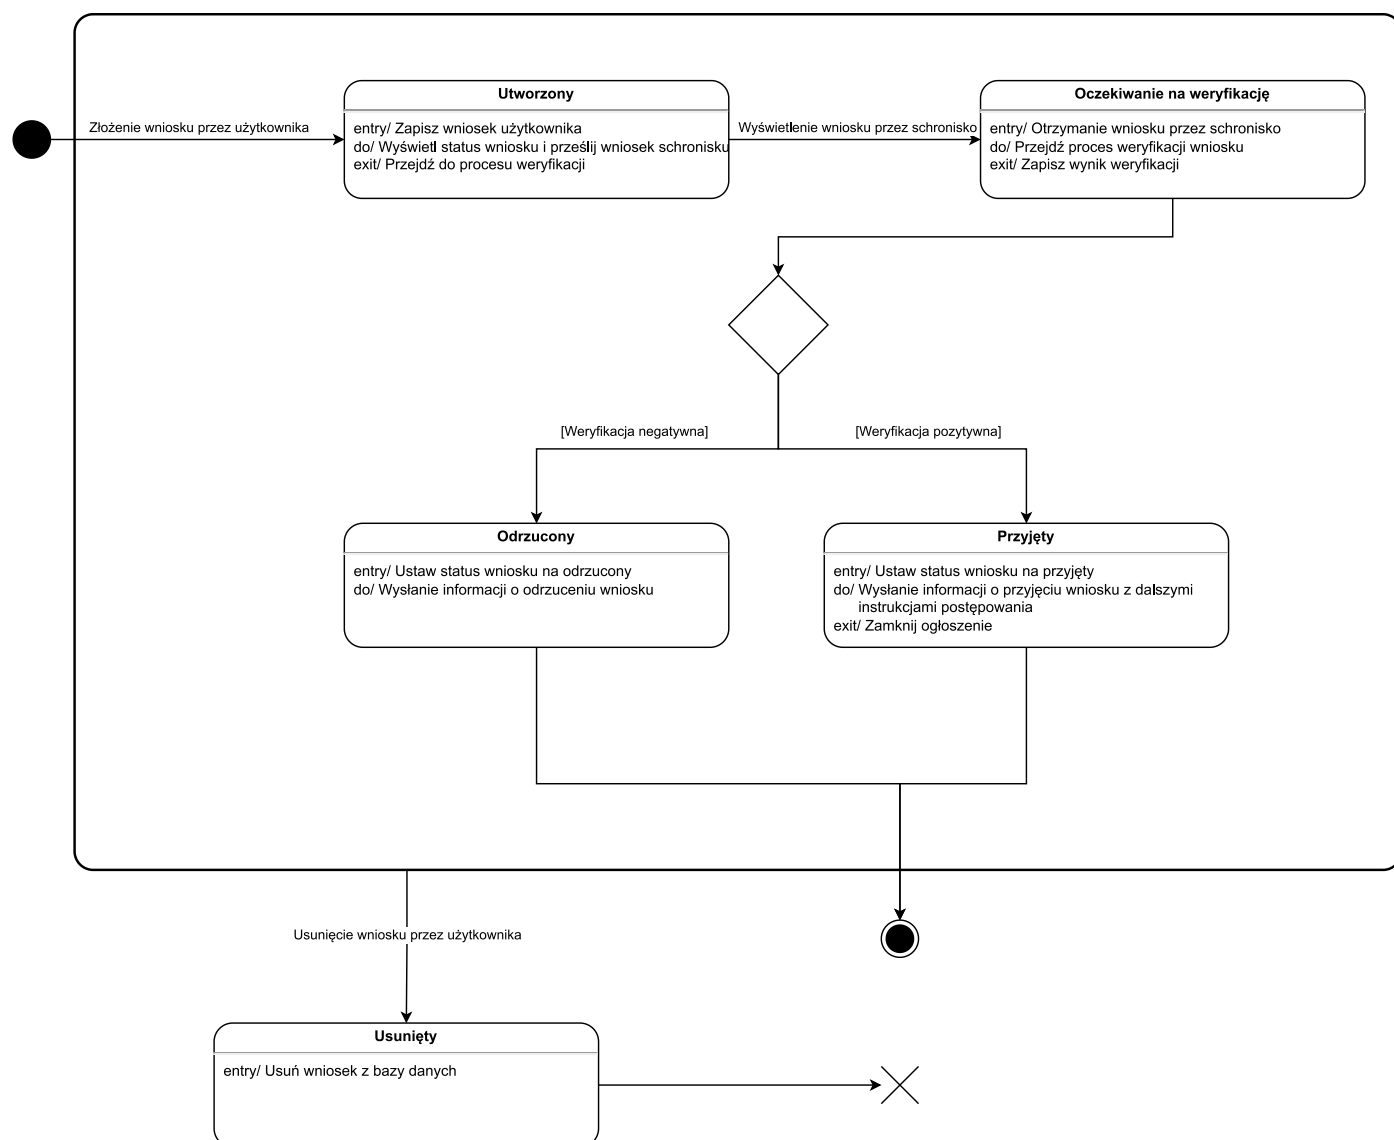 Utworzony
entry/ Zapisz wniosek użytkownika
do/ Wyświetl status wniosku i prześlij wniosek schronisku
exit/ Przejdź do procesu weryfikacji
Oczekiwanie na weryfikację
entry/ Otrzymanie wniosku przez schronisko
do/ Przejdź proces weryfikacji wniosku
exit/ Zapisz wynik weryfikacji
Złożenie wniosku przez użytkownika
Wyświetlenie wniosku przez schronisko
[Weryfikacja negatywna]
[Weryfikacja pozytywna]
Odrzucony
entry/ Ustaw status wniosku na odrzucony
do/ Wysłanie informacji o odrzuceniu wniosku
Przyjęty
entry/ Ustaw status wniosku na przyjęty
do/ Wysłanie informacji o przyjęciu wniosku z dalszymi
instrukcjami postępowania
exit/ Zamknij ogłoszenie
Usunięcie wniosku przez użytkownika
Usunięty
entry/ Usuń wniosek z bazy danych